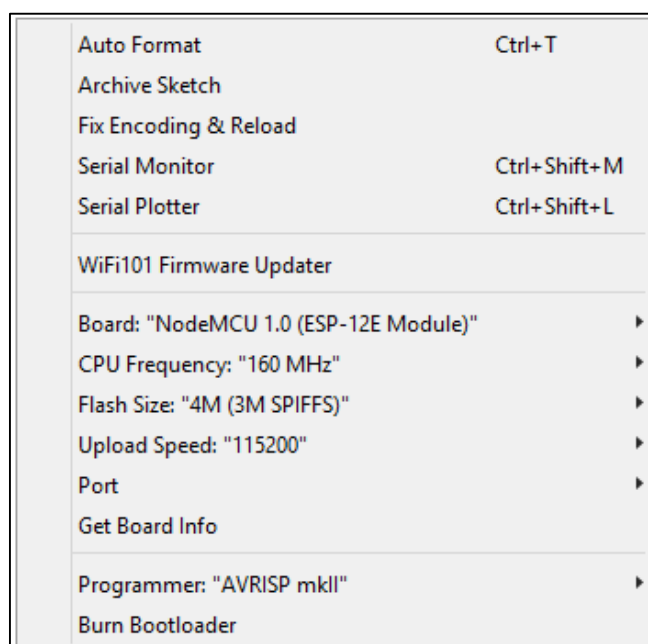 Auto Format Ctrl+T
Archive Sketch
Fix Encoding & Reload
Serial Monitor Ctrl+Shift+M
Serial Plotter Ctrl+Shift+L
WiFi101 Firmware Updater
Board: "NodeMCU 1.0 (ESP-12E Module)"
CPU Frequency: "160 MHz"
Flash Size: "4M (3M SPIFFS)"
Upload Speed: "115200"
Port
Get Board Info
Programmer: "AVRISP mkII"
Burn Bootloader